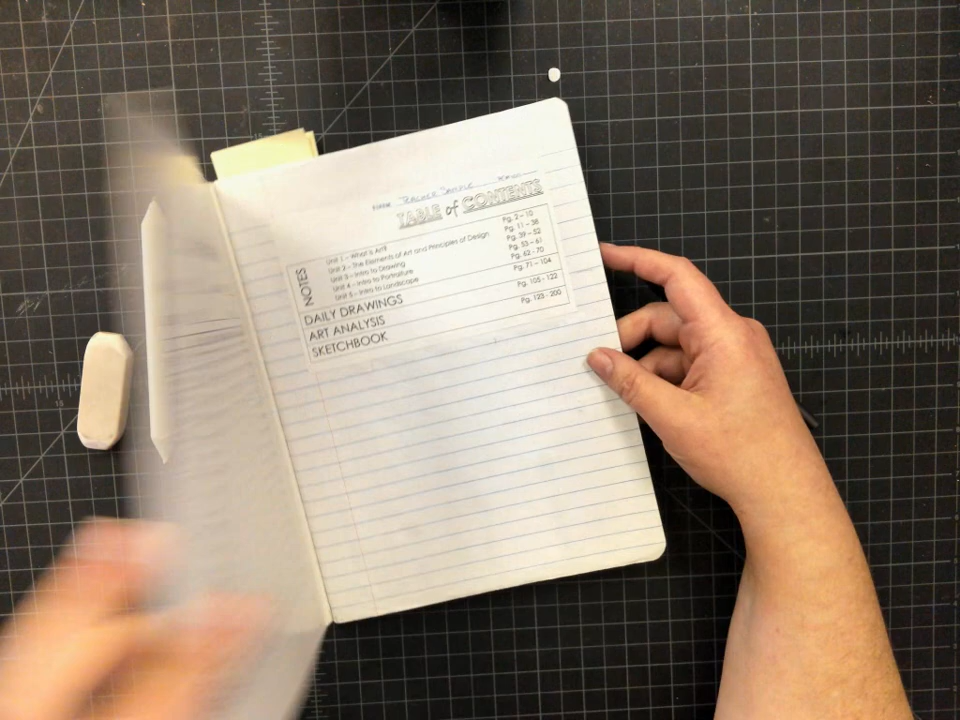 NAME TEACHER SAMPLE
TABLE of CONTENTS
NOTES
Unit 1 – What is Art? Pg. 2 – 10
Unit 2 – The Elements of Art and Principles of Design Pg. 11 – 38
Unit 3 – Intro to Drawing Pg. 39 – 52
Unit 4 – Intro to Portraiture Pg. 53 – 61
Unit 5 – Intro to Landscape Pg. 62 - 70
DAILY DRAWINGS Pg. 71 – 104
ART ANALYSIS Pg. 105 - 122
SKETCHBOOK Pg. 123 - 200